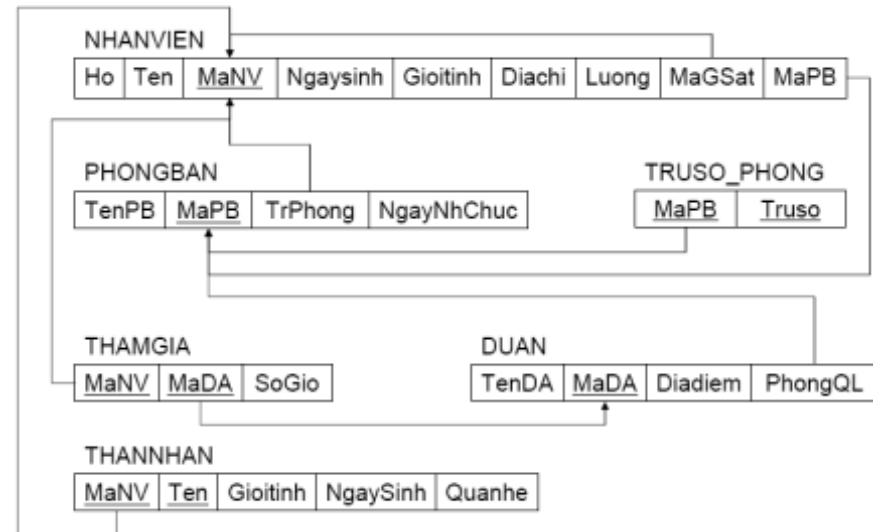 NHANVIEN
Ho Ten MaNV Ngaysinh Gioitinh Diachi Luong MaGSat MaPB
PHONGBAN
TenPB MaPB TrPhong NgayNhChuc
TRUSO_PHONG
MaPB Truso
THAMGIA
MaNV MaDA SoGio
DUAN
TenDA MaDA Diadiem PhongQL
THANNHAN
MaNV Ten Gioitinh NgaySinh Quanhe